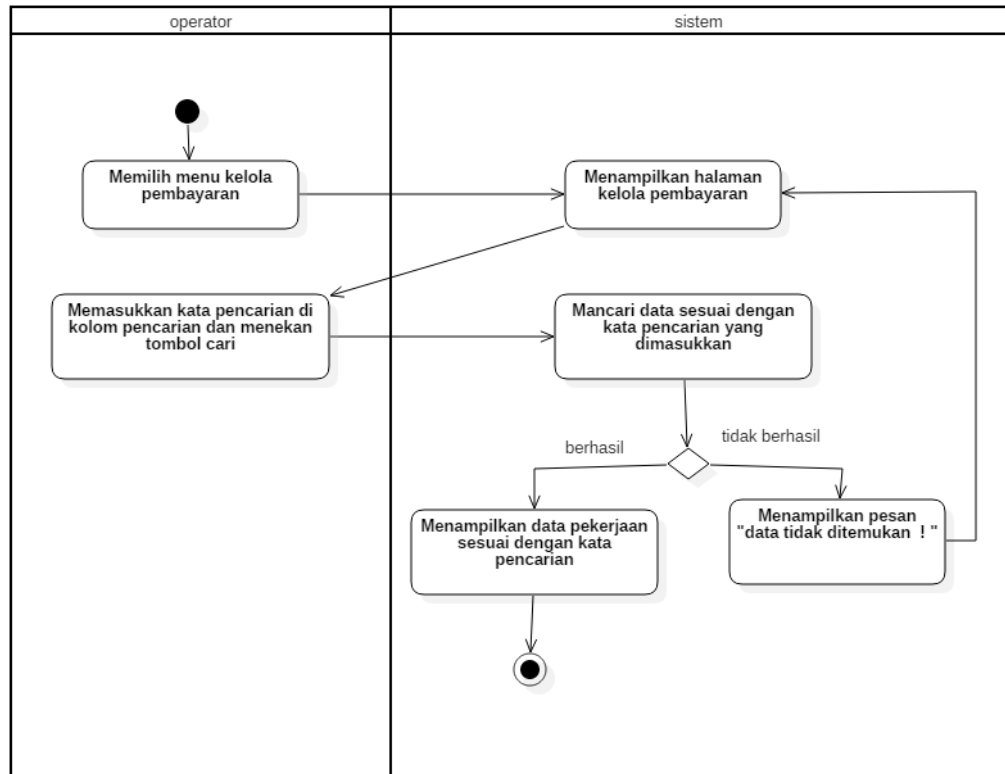 operator
sistem
Memilih menu kelola
pembayaran
Menampilkan halaman
kelola pembayaran
Memasukkan kata pencarian di
kolom pencarian dan menekan
tombol cari
Mancari data sesuai dengan
kata pencarian yang
dimasukkan
berhasil
tidak berhasil
Menampilkan data pekerjaan
sesuai dengan kata
pencarian
Menampilkan pesan
"data tidak ditemukan  ! "